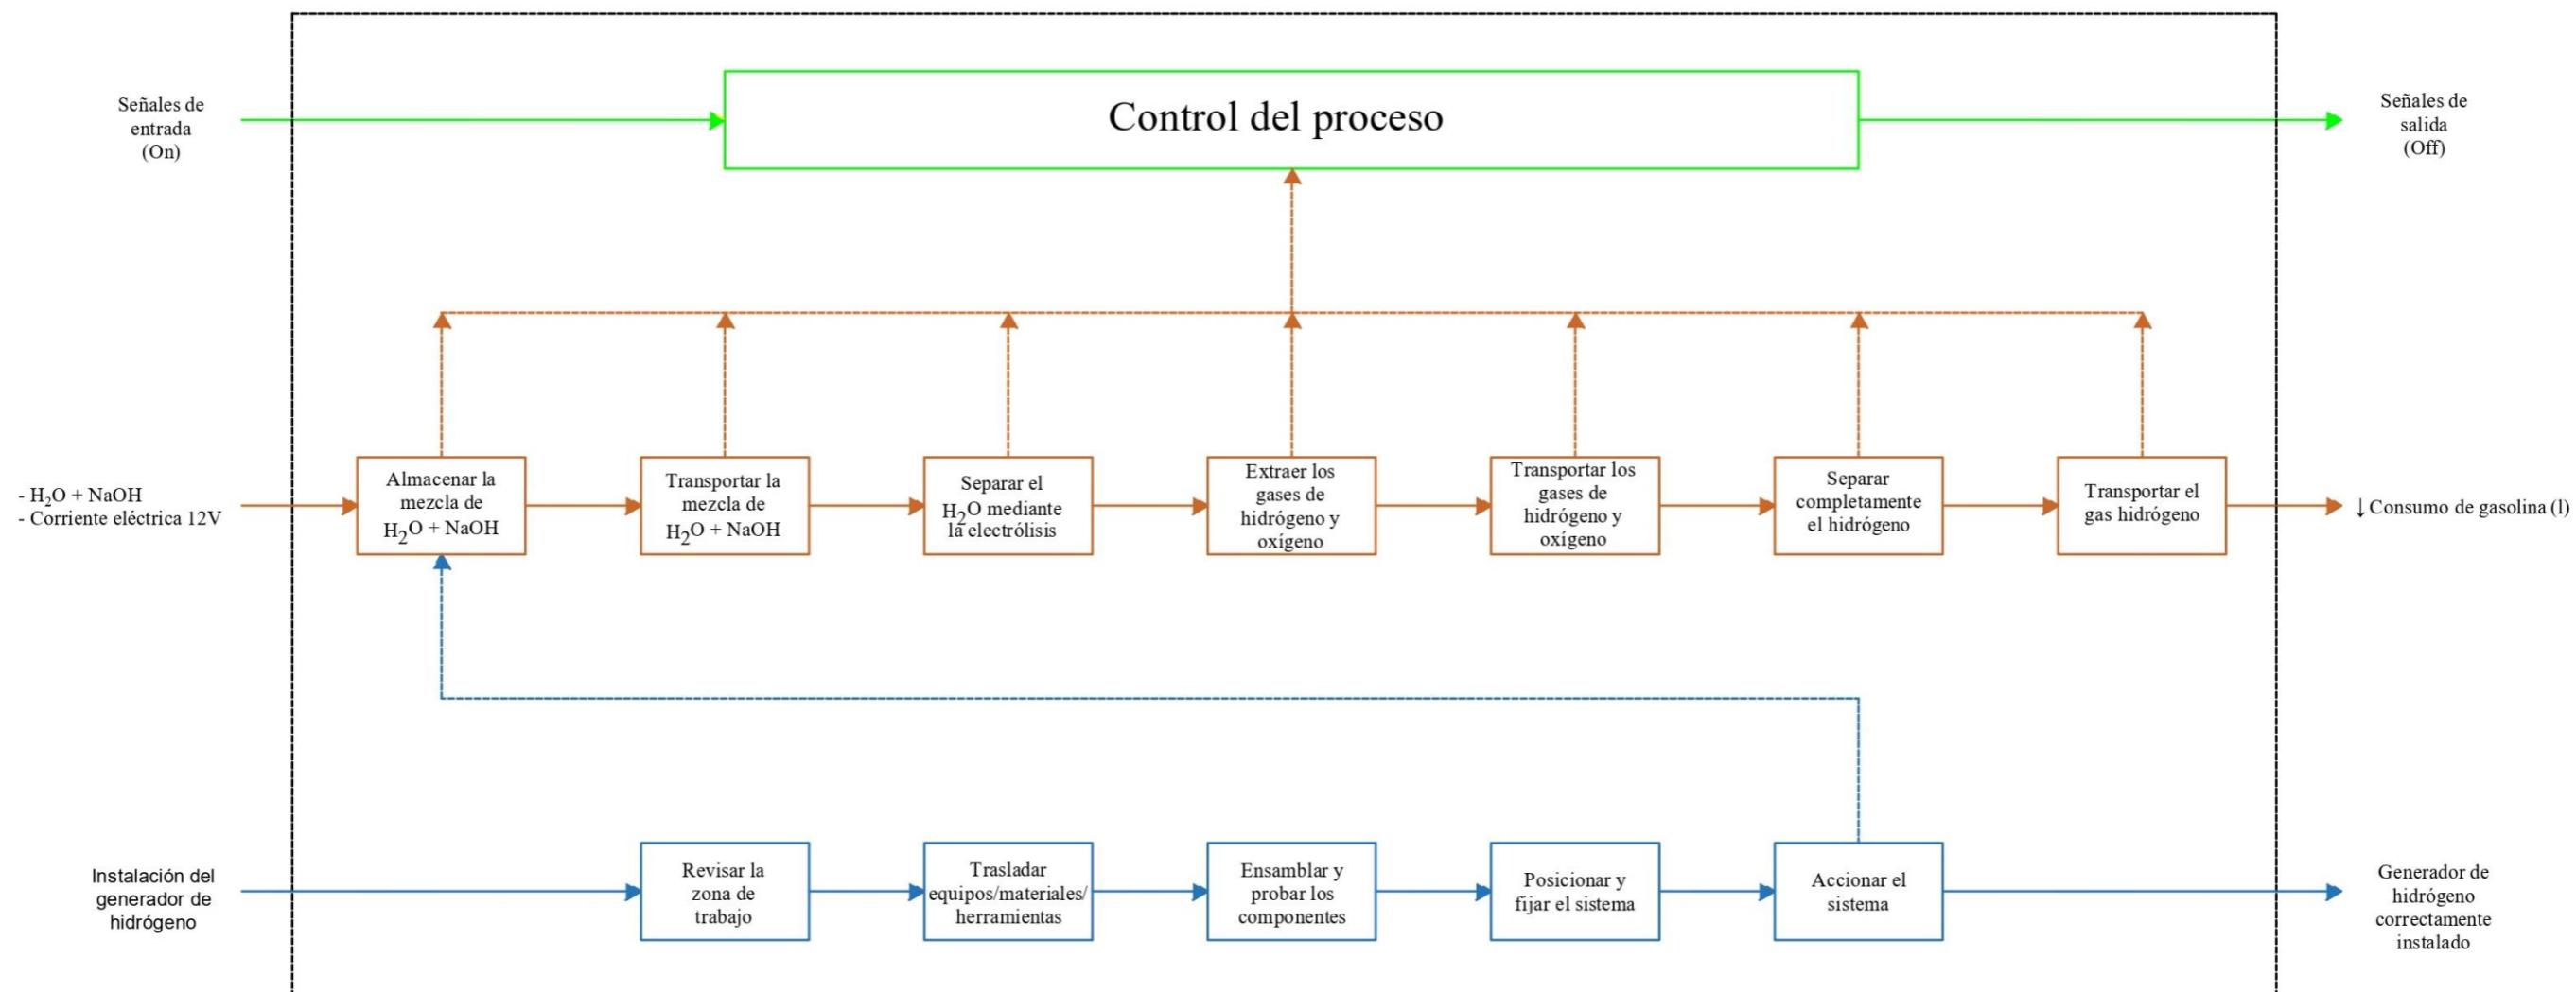 Señales de
entrada
(On)
Control del proceso
Señales de
salida
(Off)
- H₂O + NaOH
- Corriente eléctrica 12V
Almacenar la
mezcla de
H₂O + NaOH
Transportar la
mezcla de
H₂O + NaOH
Separar el
H₂O mediante
la electrólisis
Extraer los
gases de
hidrógeno y
oxígeno
Transportar los
gases de
hidrógeno y
oxígeno
Separar
completamente
el hidrógeno
Transportar el
gas hidrógeno
↓ Consumo de gasolina (l)
Instalación del
generador de
hidrógeno
Revisar la
zona de
trabajo
Trasladar
equipos/materiales/
herramientas
Ensamblar y
probar los
componentes
Posicionar y
fijar el sistema
Accionar el
sistema
Generador de
hidrógeno
correctamente
instalado